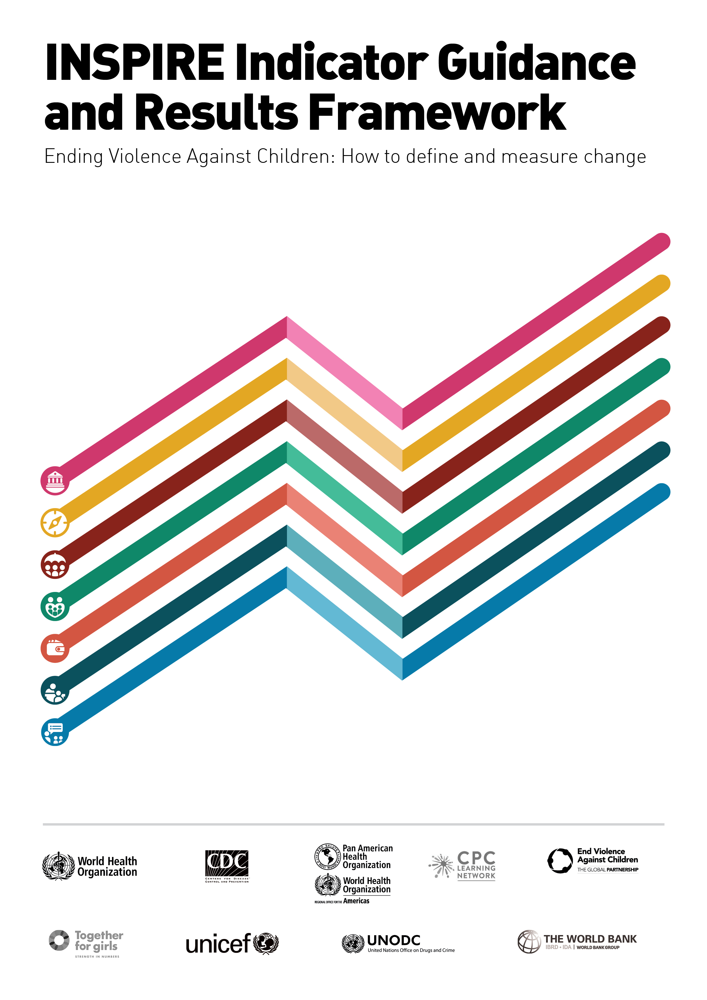 INSPIRE Indicator Guidance
and Results Framework
Ending Violence Against Children: How to define and measure change
World Health
Organization
CDC
CENTERS FOR DISEASE
CONTROL AND PREVENTION
PRO SALUTE
NOVI MUNDI
Pan American
Health
Organization
World Health
Organization
REGIONAL OFFICE FOR THE Americas
CPC
LEARNING
NETWORK
End Violence
Against Children
THE GLOBAL PARTNERSHIP
Together
for girls
STRENGTH IN NUMBERS
unicef
UNODC
United Nations Office on Drugs and Crime
THE WORLD BANK
IBRD • IDA | WORLD BANK GROUP